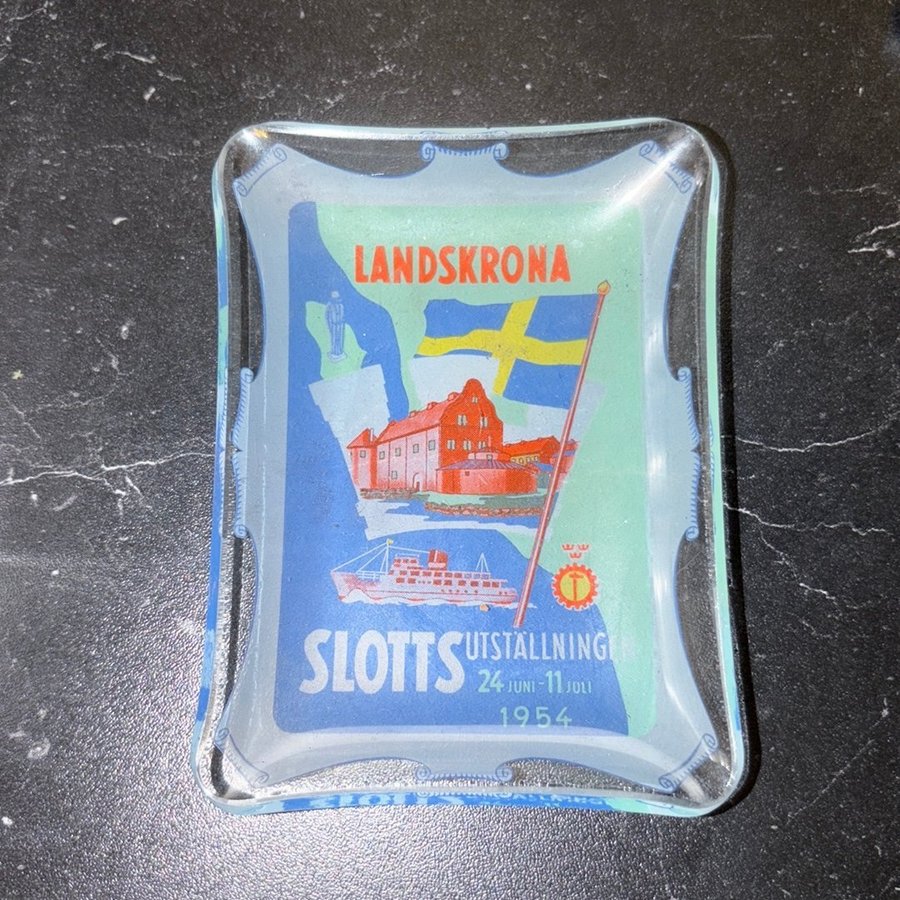 LANDSKRONA
SLOTTSUTSTÄLLNINGEN
24 JUNI - 11 JULI
1954